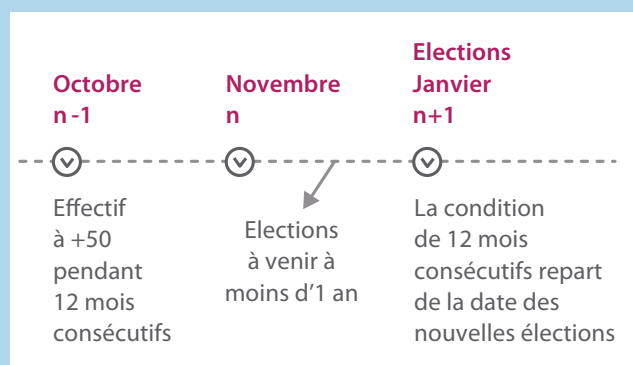 Octobre
n -1
Effectif
à +50
pendant
12 mois
consécutifs
Novembre
n
Elections
à venir à
moins d'1 an
Elections
Janvier
n+1
La condition
de 12 mois
consécutifs repart
de la date des
nouvelles élections